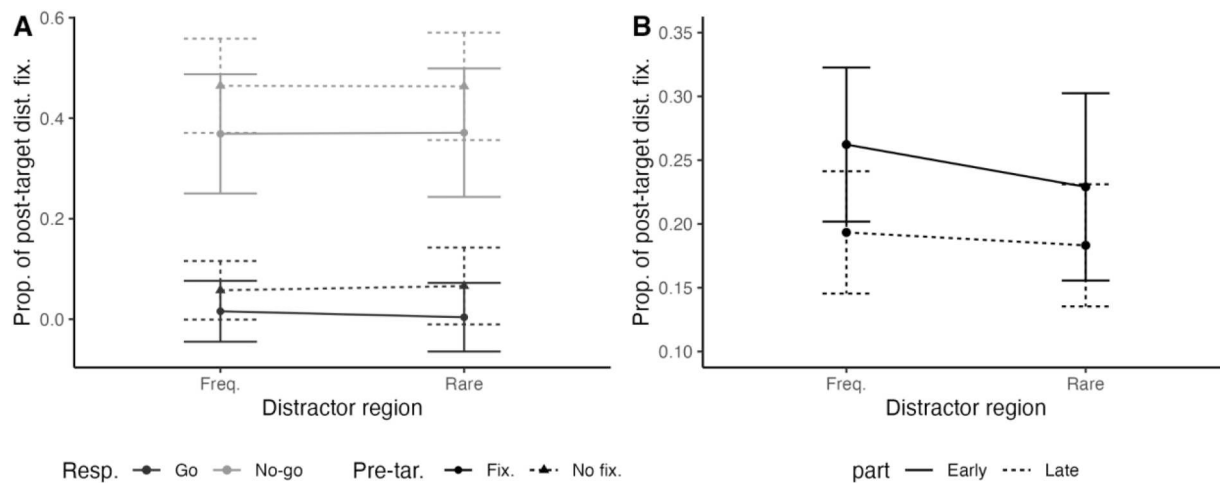 A
Prop. of post-target dist. fix.
0.6
0.4
0.2
0.0
Freq.
Rare
Distractor region
B
Prop. of post-target dist. fix.
0.35
0.30
0.25
0.20
0.15
0.10
Freq.
Rare
Distractor region
Resp. Go No-go Pre-tar. Fix. No fix.
part Early Late